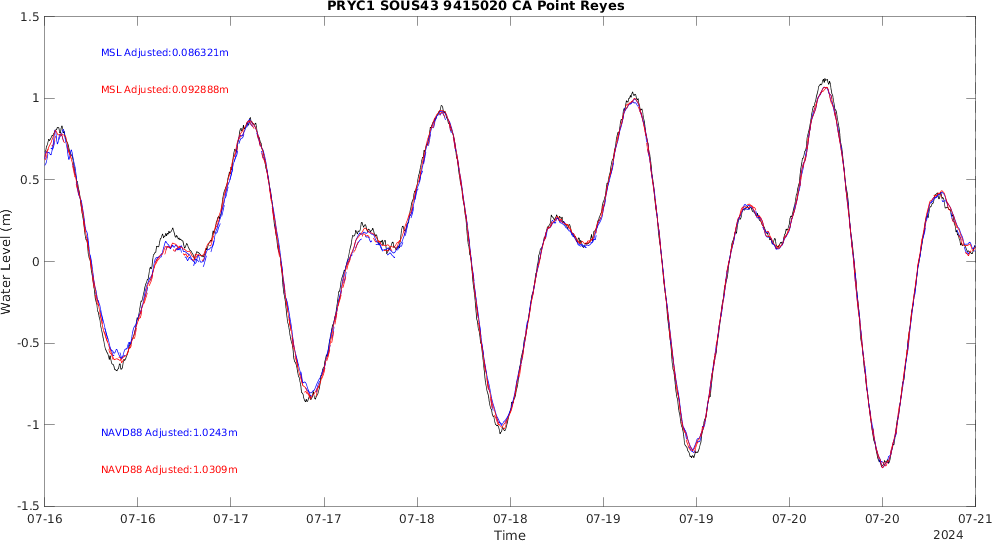 PRYC1 SOUS43 9415020 CA Point Reyes
1.5
MSL Adjusted:0.086321m
MSL Adjusted:0.092888m
1
0.5
0
-0.5
-1
-1.5
Water Level (m)
NAVD88 Adjusted:1.0243m
NAVD88 Adjusted:1.0309m
07-16 07-16 07-17 07-17 07-18 07-18 07-19 07-19 07-20 07-20 07-21
Time
2024